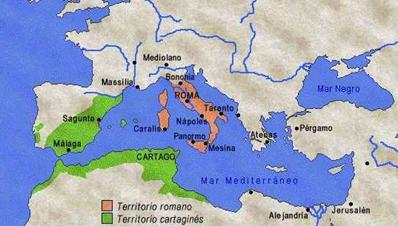 Mediolano
Massilia
Bononia
Mar Negro
ROMA
Sagunto
Tarento
Caralis
Nápoles
Atenas
Pérgamo
Málaga
Panormo
Mesina
CARTAGO
Mar Mediterráneo
Alejandría
Jerusalén
Territorio romano
Territorio cartaginés